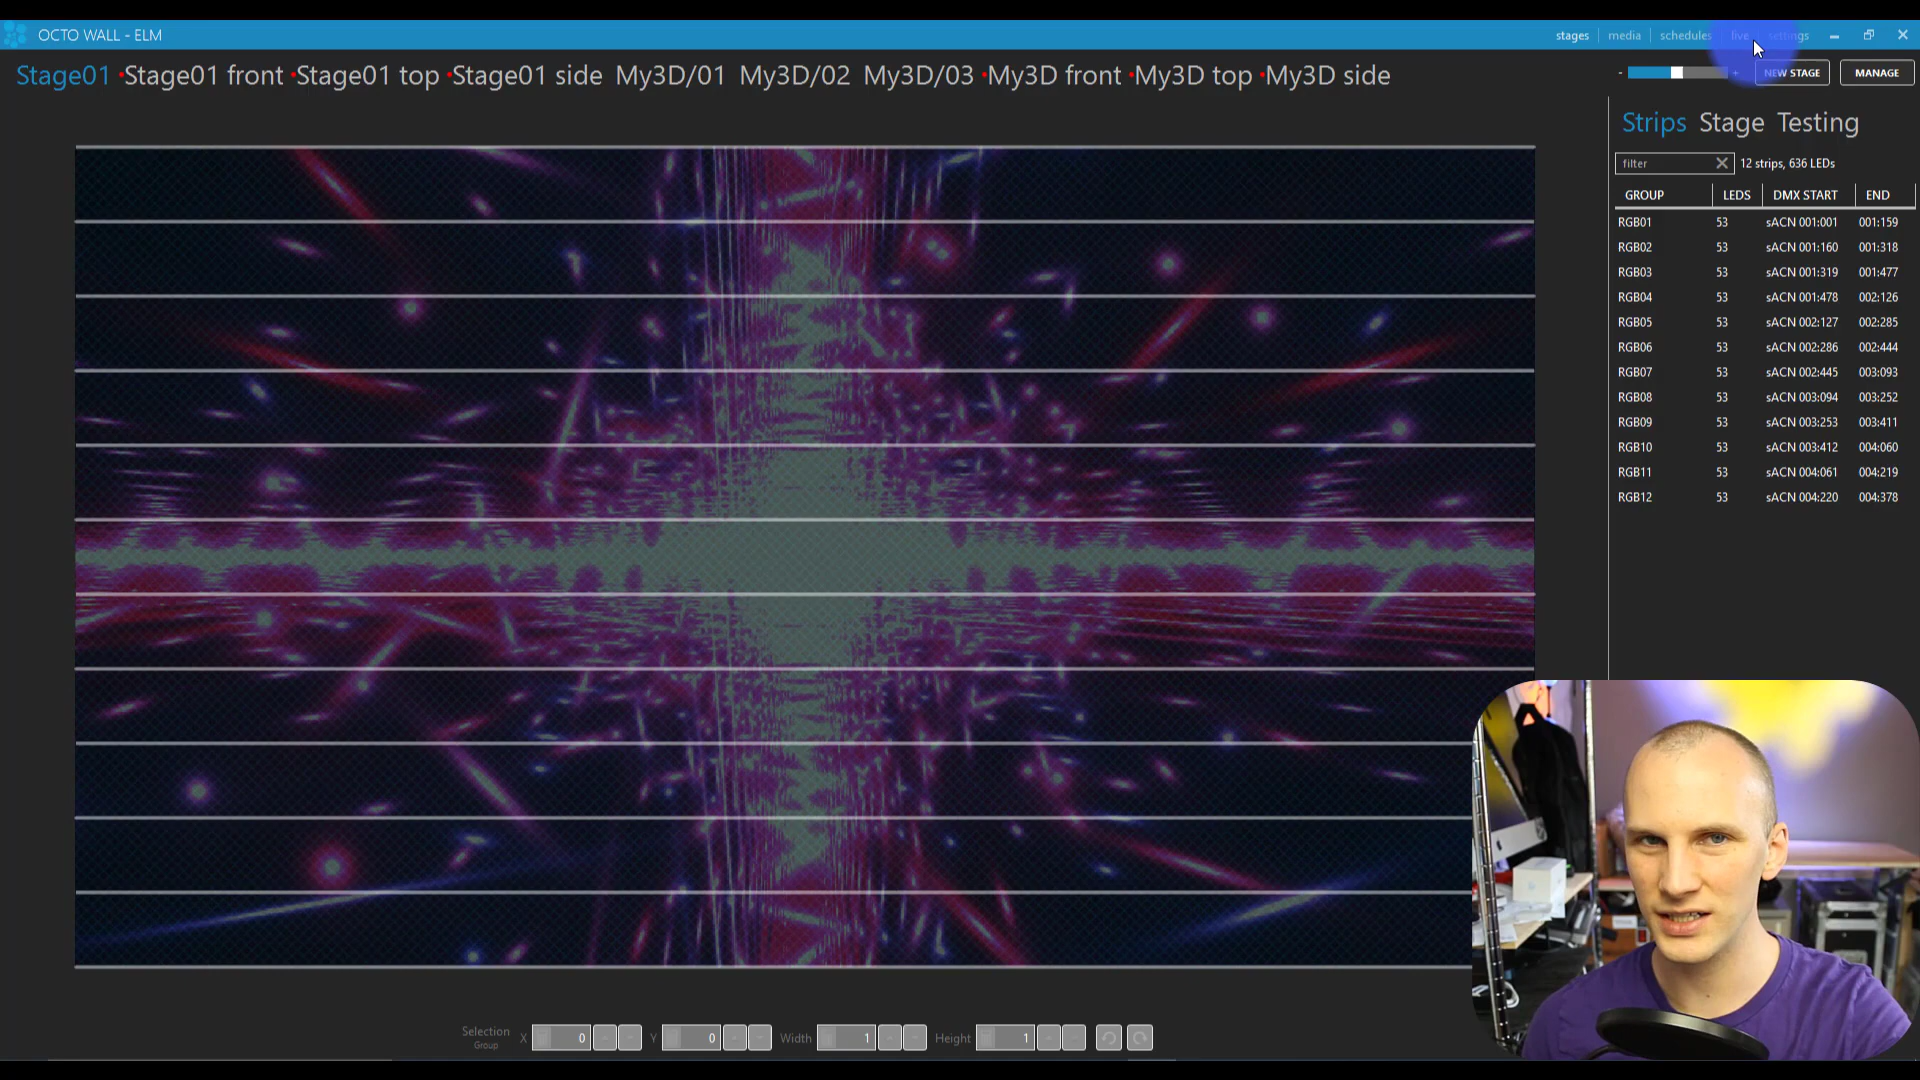 OCTO WALL - ELM
stages media schedules live settings
Stage01 Stage01 front Stage01 top Stage01 side My3D/01 My3D/02 My3D/03 My3D front My3D top My3D side
- + NEW STAGE MANAGE
Strips Stage Testing
filter 12 strips, 636 LEDs
GROUP LEDS DMX START END
RGB01 53 sACN 001:001 001:159
RGB02 53 sACN 001:160 001:318
RGB03 53 sACN 001:319 001:477
RGB04 53 sACN 001:478 002:126
RGB05 53 sACN 002:127 002:285
RGB06 53 sACN 002:286 002:444
RGB07 53 sACN 002:445 003:093
RGB08 53 sACN 003:094 003:252
RGB09 53 sACN 003:253 003:411
RGB10 53 sACN 003:412 004:060
RGB11 53 sACN 004:061 004:219
RGB12 53 sACN 004:220 004:378
Selection
Group
X 0 Y 0 Width 1 Height 1